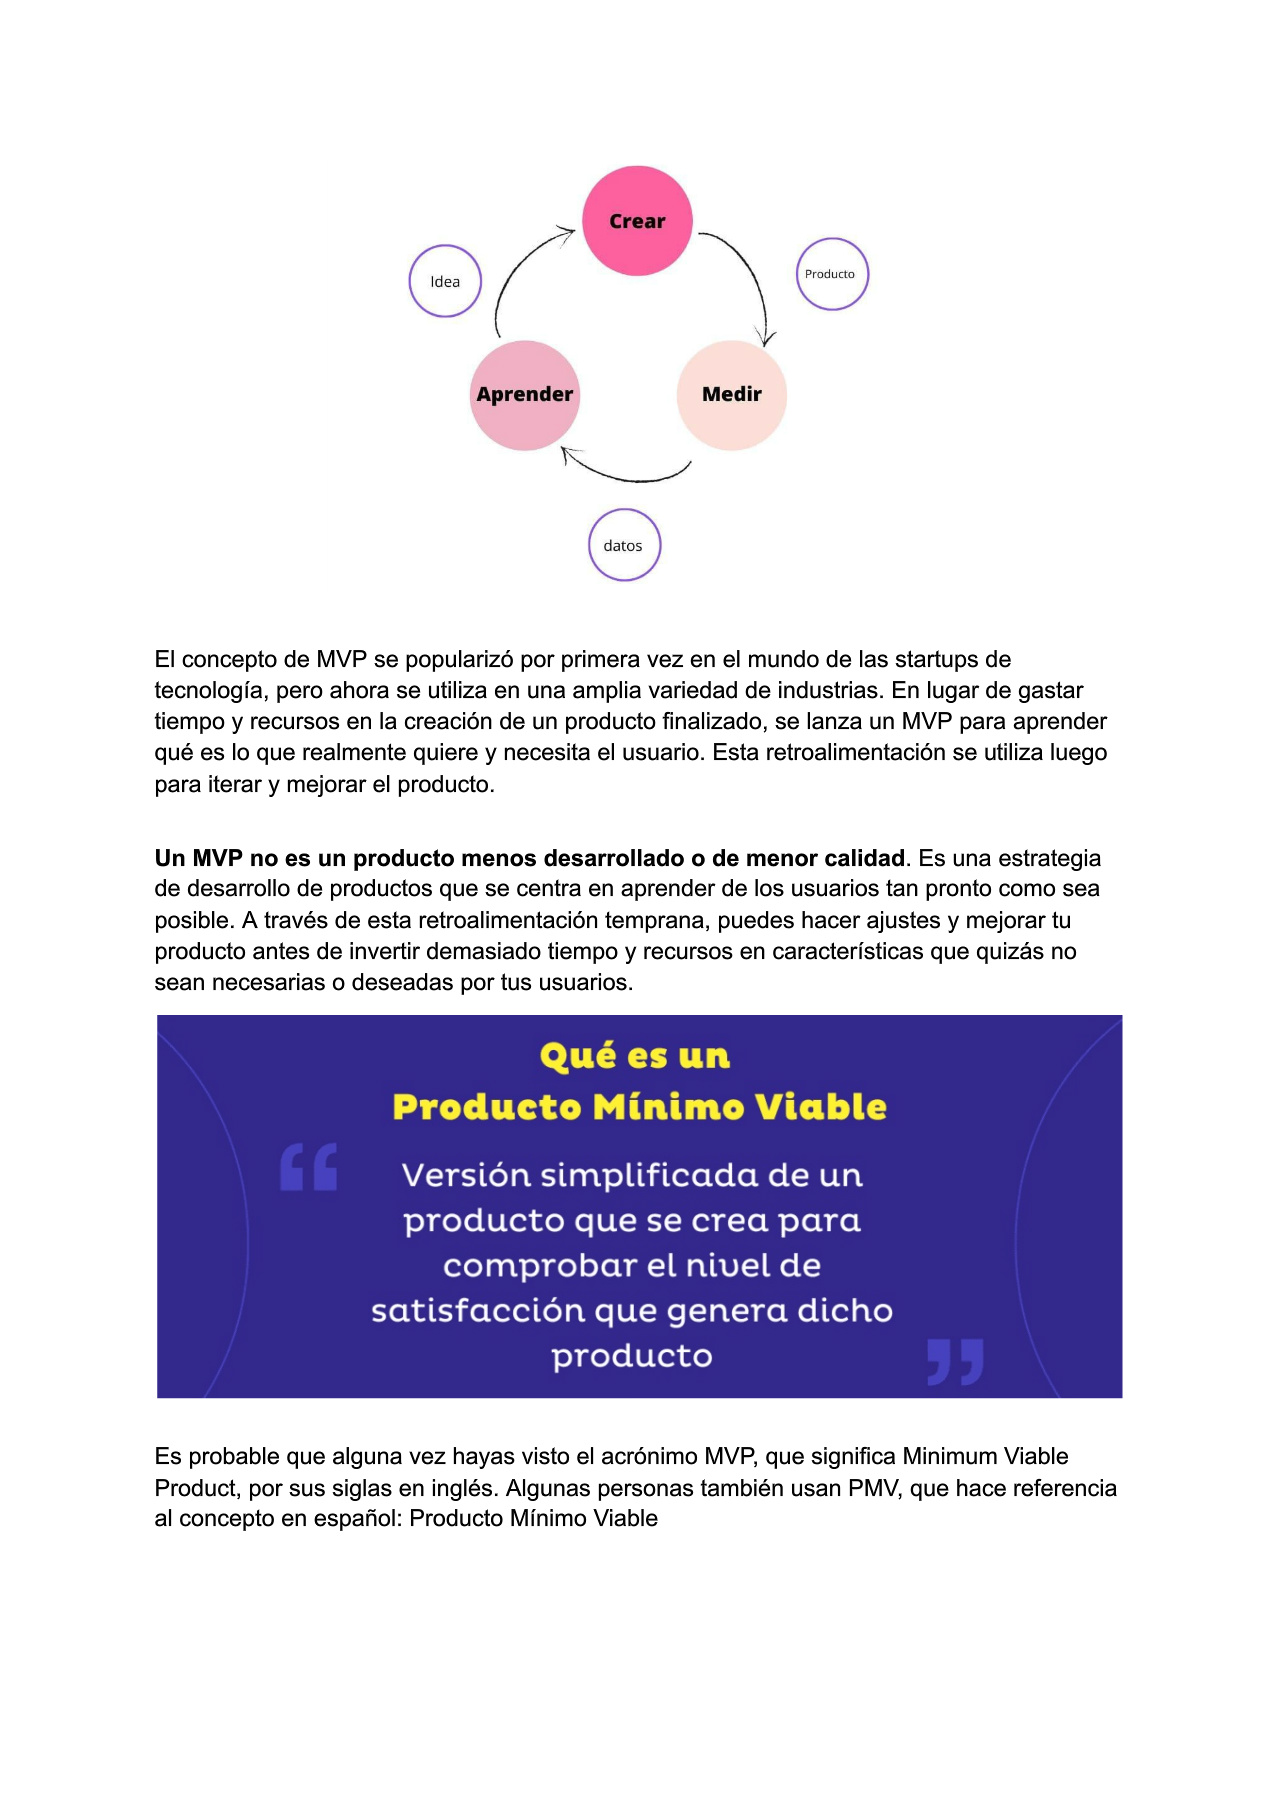 Crear
Idea
Producto
Aprender
Medir
datos
El concepto de MVP se popularizó por primera vez en el mundo de las startups de
tecnología, pero ahora se utiliza en una amplia variedad de industrias. En lugar de gastar
tiempo y recursos en la creación de un producto finalizado, se lanza un MVP para aprender
qué es lo que realmente quiere y necesita el usuario. Esta retroalimentación se utiliza luego
para iterar y mejorar el producto.
Un MVP no es un producto menos desarrollado o de menor calidad. Es una estrategia
de desarrollo de productos que se centra en aprender de los usuarios tan pronto como sea
posible. A través de esta retroalimentación temprana, puedes hacer ajustes y mejorar tu
producto antes de invertir demasiado tiempo y recursos en características que quizás no
sean necesarias o deseadas por tus usuarios.
Qué es un
Producto Mínimo Viable
“ Versión simplificada de un
producto que se crea para
comprobar el nivel de
satisfacción que genera dicho
producto ”
Es probable que alguna vez hayas visto el acrónimo MVP, que significa Minimum Viable
Product, por sus siglas en inglés. Algunas personas también usan PMV, que hace referencia
al concepto en español: Producto Mínimo Viable